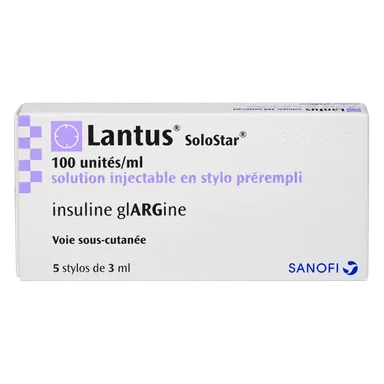 Lantus® SoloStar®
100 unités/ml
solution injectable en stylo prérempli
insuline glARGine
Voie sous-cutanée
5 stylos de 3 ml
SANOFI